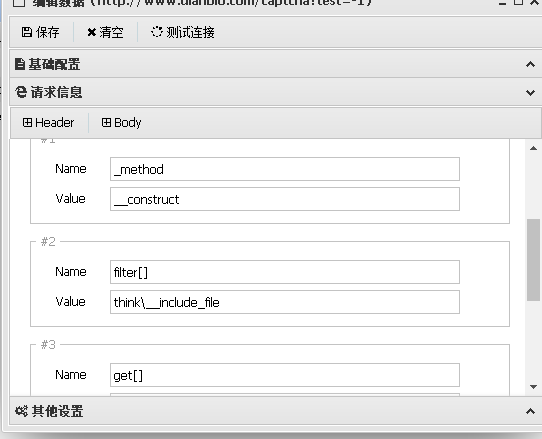 编辑数据 (http://www.dianbio.com/captcha?test=-1)
保存 清空 测试连接
基础配置
请求信息
Header Body
#1
Name _method
Value __construct
#2
Name filter[]
Value think\__include_file
#3
Name get[]
其他设置